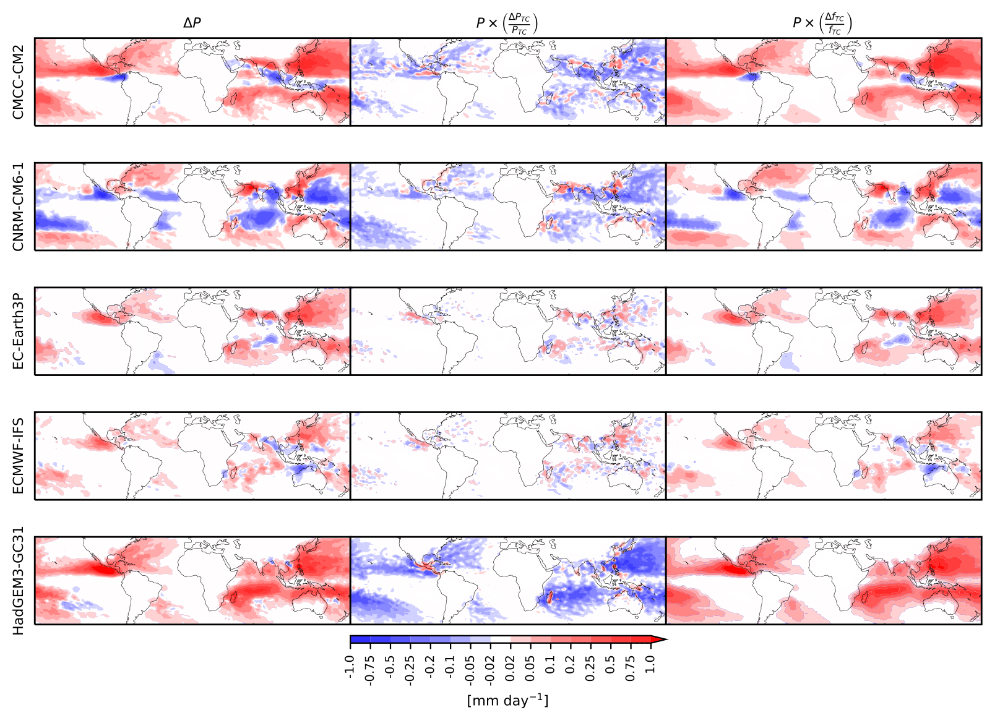 ΔP
P × (ΔP_TC / P_TC)
P × (Δf_TC / f_TC)
CMCC-CM2
CNRM-CM6-1
EC-Earth3P
ECMWF-IFS
HadGEM3-GC31
-1.0 -0.75 -0.5 -0.25 -0.2 -0.1 -0.05 -0.02 0.02 0.05 0.1 0.2 0.25 0.5 0.75 1.0
[mm day⁻¹]